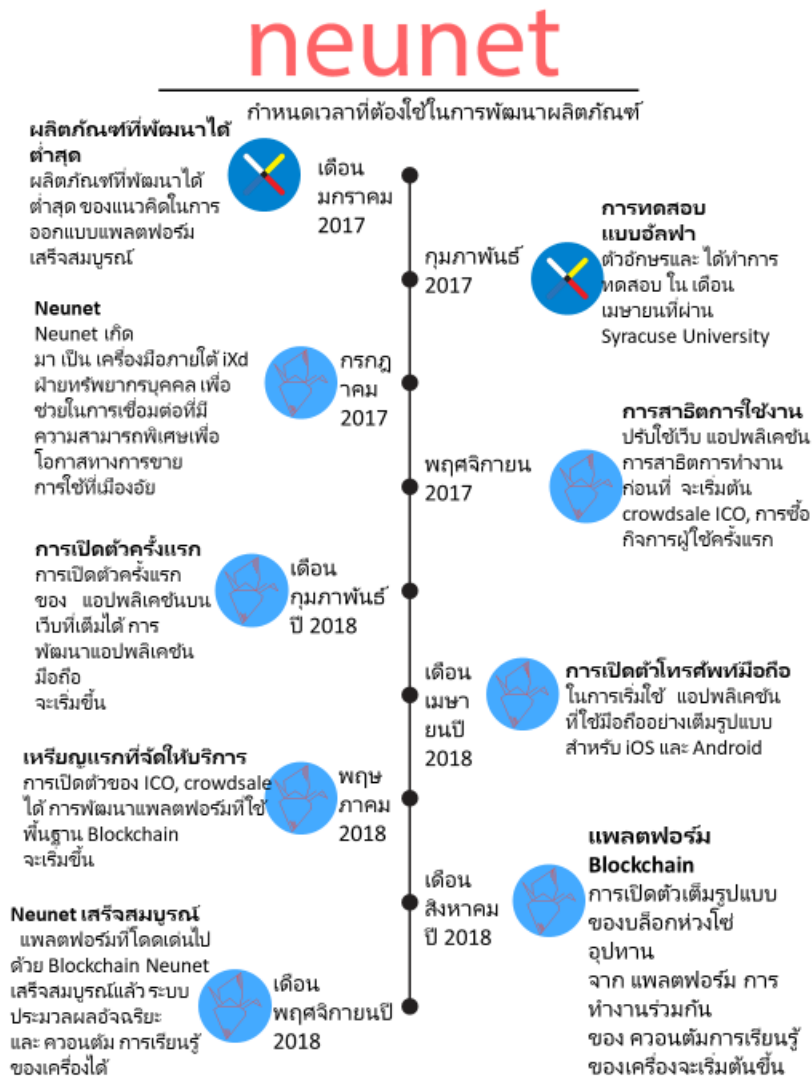 neunet
กำหนดเวลาที่ต้องใช้ในการพัฒนาผลิตภัณฑ์
ผลิตภัณฑ์ที่พัฒนาได้
ต่ำสุด
ผลิตภัณฑ์ที่พัฒนาได้
ต่ำสุด ของแนวคิดในการ
ออกแบบแพลตฟอร์ม
เสร็จสมบูรณ์
เดือน
มกราคม
2017
กุมภาพันธ์
2017
การทดสอบ
แบบอัลฟา
ตัวอักษรและ ได้ทำการ
ทดสอบ ใน เดือน
เมษายนที่ผ่าน
Syracuse University
Neunet
Neunet เกิด
มา เป็น เครื่องมือภายใต้ iXd
ฝ่ายทรัพยากรบุคคล เพื่อ
ช่วยในการเชื่อมต่อที่มี
ความสามารถพิเศษเพื่อ
โอกาสทางการขาย
การใช้ที่เมืองอัย
กรกฎ
าคม
2017
พฤศจิกายน
2017
การสาธิตการใช้งาน
ปรับใช้เว็บ แอปพลิเคชัน
การสาธิตการทำงาน
ก่อนที่ จะเริ่มต้น
crowdsale ICO, การซื้อ
กิจการผู้ใช้ครั้งแรก
การเปิดตัวครั้งแรก
การเปิดตัวครั้งแรก
ของ แอปพลิเคชันบน
เว็บที่เต็มได้ การ
พัฒนาแอปพลิเคชัน
มือถือ
จะเริ่มขึ้น
เดือน
กุมภาพันธ์
ปี 2018
เดือน
เมษา
ยนปี
2018
การเปิดตัวโทรศัพท์มือถือ
ในการเริ่มใช้ แอปพลิเคชัน
ที่ใช้มือถืออย่างเต็มรูปแบบ
สำหรับ iOS และ Android
เหรียญแรกที่จัดให้บริการ
การเปิดตัวของ ICO, crowdsale
ได้ การพัฒนาแพลตฟอร์มที่ใช้
พื้นฐาน Blockchain
จะเริ่มขึ้น
พฤษ
ภาคม
2018
เดือน
สิงหาคม
ปี 2018
แพลตฟอร์ม
Blockchain
การเปิดตัวเต็มรูปแบบ
ของบล็อกห่วงโซ่
อุปทาน
จาก แพลตฟอร์ม การ
ทำงานร่วมกัน
ของ ควอนตัมการเรียนรู้
ของเครื่องจะเริ่มต้นขึ้น
Neunet เสร็จสมบูรณ์
แพลตฟอร์มที่โดดเด่นไป
ด้วย Blockchain Neunet
เสร็จสมบูรณ์แล้ว ระบบ
ประมวลผลอัจฉริยะ
และ ควอนตัม การเรียนรู้
ของเครื่องได้
เดือน
พฤศจิกายนปี
2018